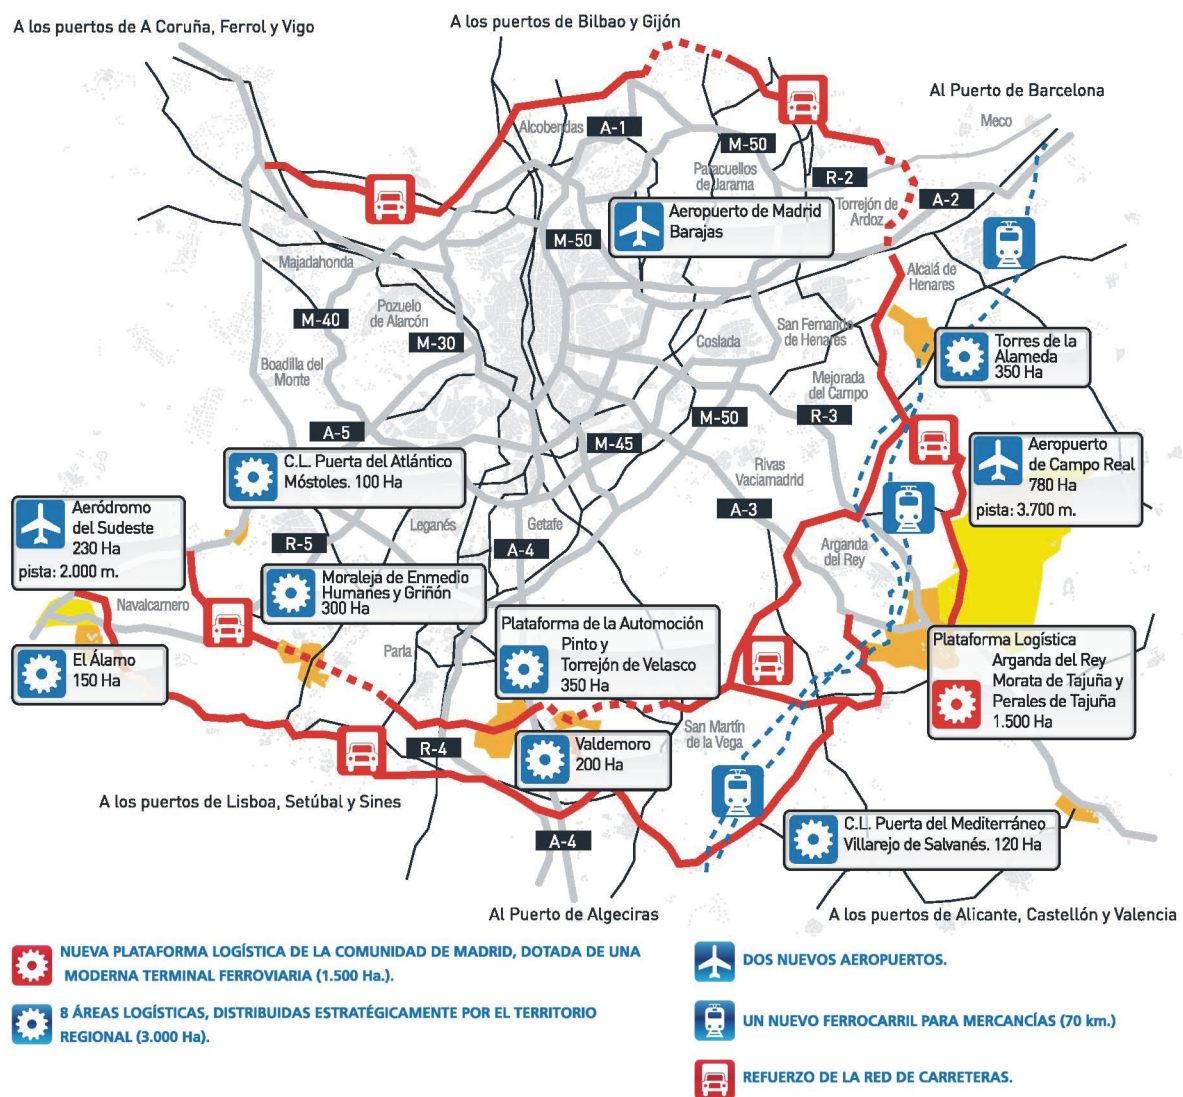 A los puertos de A Coruña, Ferrol y Vigo
A los puertos de Bilbao y Gijón
Al Puerto de Barcelona
Meco
Alcobendas
A-1
M-50
Paracuellos
de Jarama
R-2
Torrejón
de Ardoz
A-2
Aeropuerto de Madrid
Barajas
M-50
Majadahonda
Alcalá de
Henares
Pozuelo
de Alarcón
M-40
M-30
San Fernando
de Henares
Coslada
Torres de la
Alameda
350 Ha
Boadilla del
Monte
Mejorada
del Campo
M-50
R-3
A-5
M-45
C.L. Puerta del Atlántico
Móstoles. 100 Ha
Rivas
Vaciamadrid
Aeropuerto
de Campo Real
780 Ha
pista: 3.700 m.
Aeródromo
del Sudeste
230 Ha
pista: 2.000 m.
Leganés
Getafe
A-3
R-5
A-4
Arganda
del Rey
Moraleja de Enmedio
Humanes y Griñón
300 Ha
Navalcarnero
Plataforma de la Automoción
Pinto y
Torrejón de Velasco
350 Ha
Parla
El Álamo
150 Ha
Plataforma Logística
Arganda del Rey
Morata de Tajuña y
Perales de Tajuña
1.500 Ha
San Martín
de la Vega
R-4
Valdemoro
200 Ha
A los puertos de Lisboa, Setúbal y Sines
A-4
C.L. Puerta del Mediterráneo
Villarejo de Salvanés. 120 Ha
Al Puerto de Algeciras
A los puertos de Alicante, Castellón y Valencia
NUEVA PLATAFORMA LOGÍSTICA DE LA COMUNIDAD DE MADRID, DOTADA DE UNA
MODERNA TERMINAL FERROVIARIA (1.500 Ha.).
8 ÁREAS LOGÍSTICAS, DISTRIBUIDAS ESTRATÉGICAMENTE POR EL TERRITORIO
REGIONAL (3.000 Ha).
DOS NUEVOS AEROPUERTOS.
UN NUEVO FERROCARRIL PARA MERCANCÍAS (70 km.)
REFUERZO DE LA RED DE CARRETERAS.